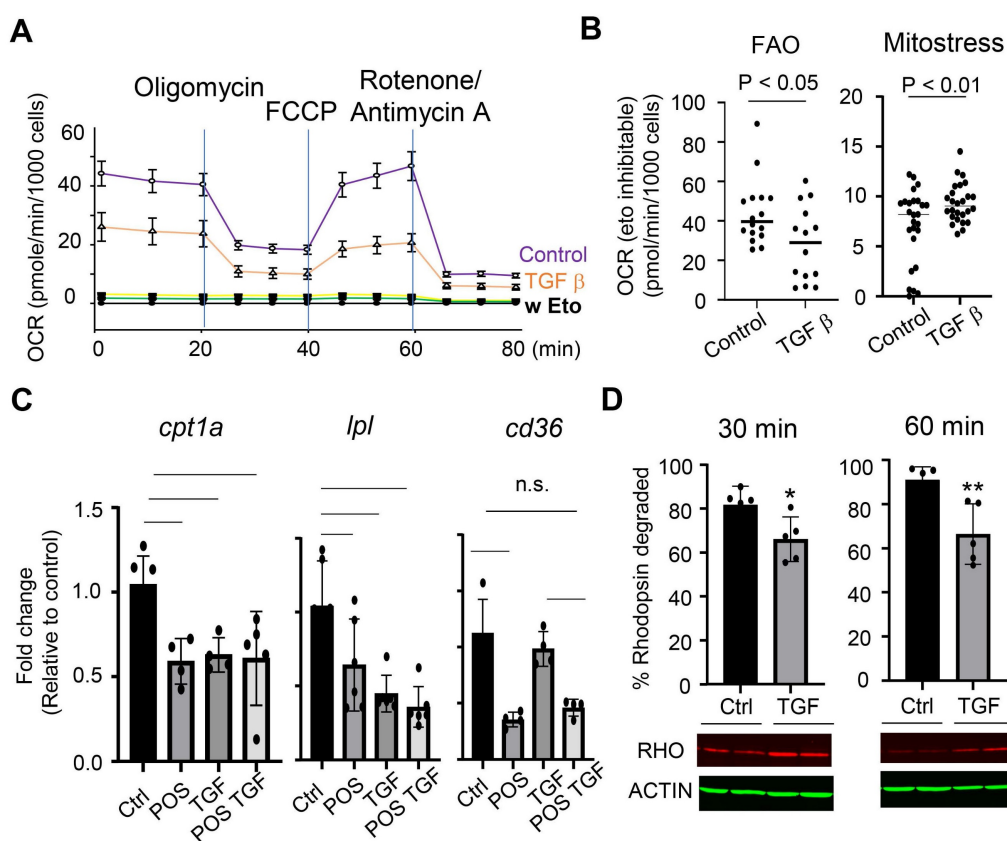 A
Oligomycin
FCCP
Rotenone/
Antimycin A
OCR (pmole/min/1000 cells)
60
40
20
0
Control
TGF β
w Eto
0 20 40 60 80 (min)
B
FAO
Mitostress
P < 0.05
P < 0.01
OCR (eto inhibitable)
(pmol/min/1000 cells)
100
80
60
40
20
0
20
15
10
5
0
Control TGF β
Control TGF β
C
cpt1a
lpl
cd36
n.s.
Fold change
(Relative to control)
1.5
1.0
0.5
0.0
Ctrl POS TGF POS TGF
Ctrl POS TGF POS TGF
Ctrl POS TGF POS TGF
D
30 min
60 min
% Rhodopsin degraded
100
80
60
40
20
0
*
100
80
60
40
20
0
**
Ctrl TGF
Ctrl TGF
RHO
ACTIN